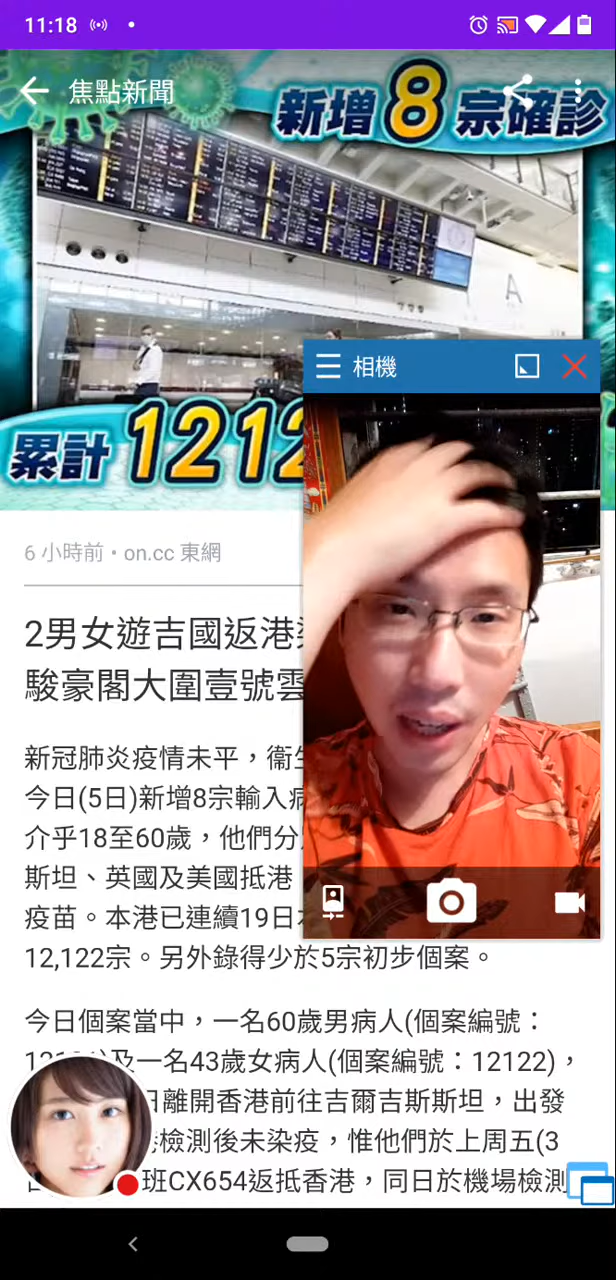 11:18
焦點新聞
新增8宗確診
A
累計1212
相機
6 小時前•on.cc 東網
2男女遊吉國返港
駿豪閣大圍壹號雲
新冠肺炎疫情未平，衞生
今日(5日)新增8宗輸入病
介乎18至60歲，他們分
斯坦、英國及美國抵港
疫苗。本港已連續19日
12,122宗。另外錄得少於5宗初步個案。
今日個案當中，一名60歲男病人(個案編號：
及一名43歲女病人(個案編號：12122)，
日離開香港前往吉爾吉斯斯坦，出發
檢測後未染疫，惟他們於上周五(3
班CX654返抵香港，同日於機場檢測